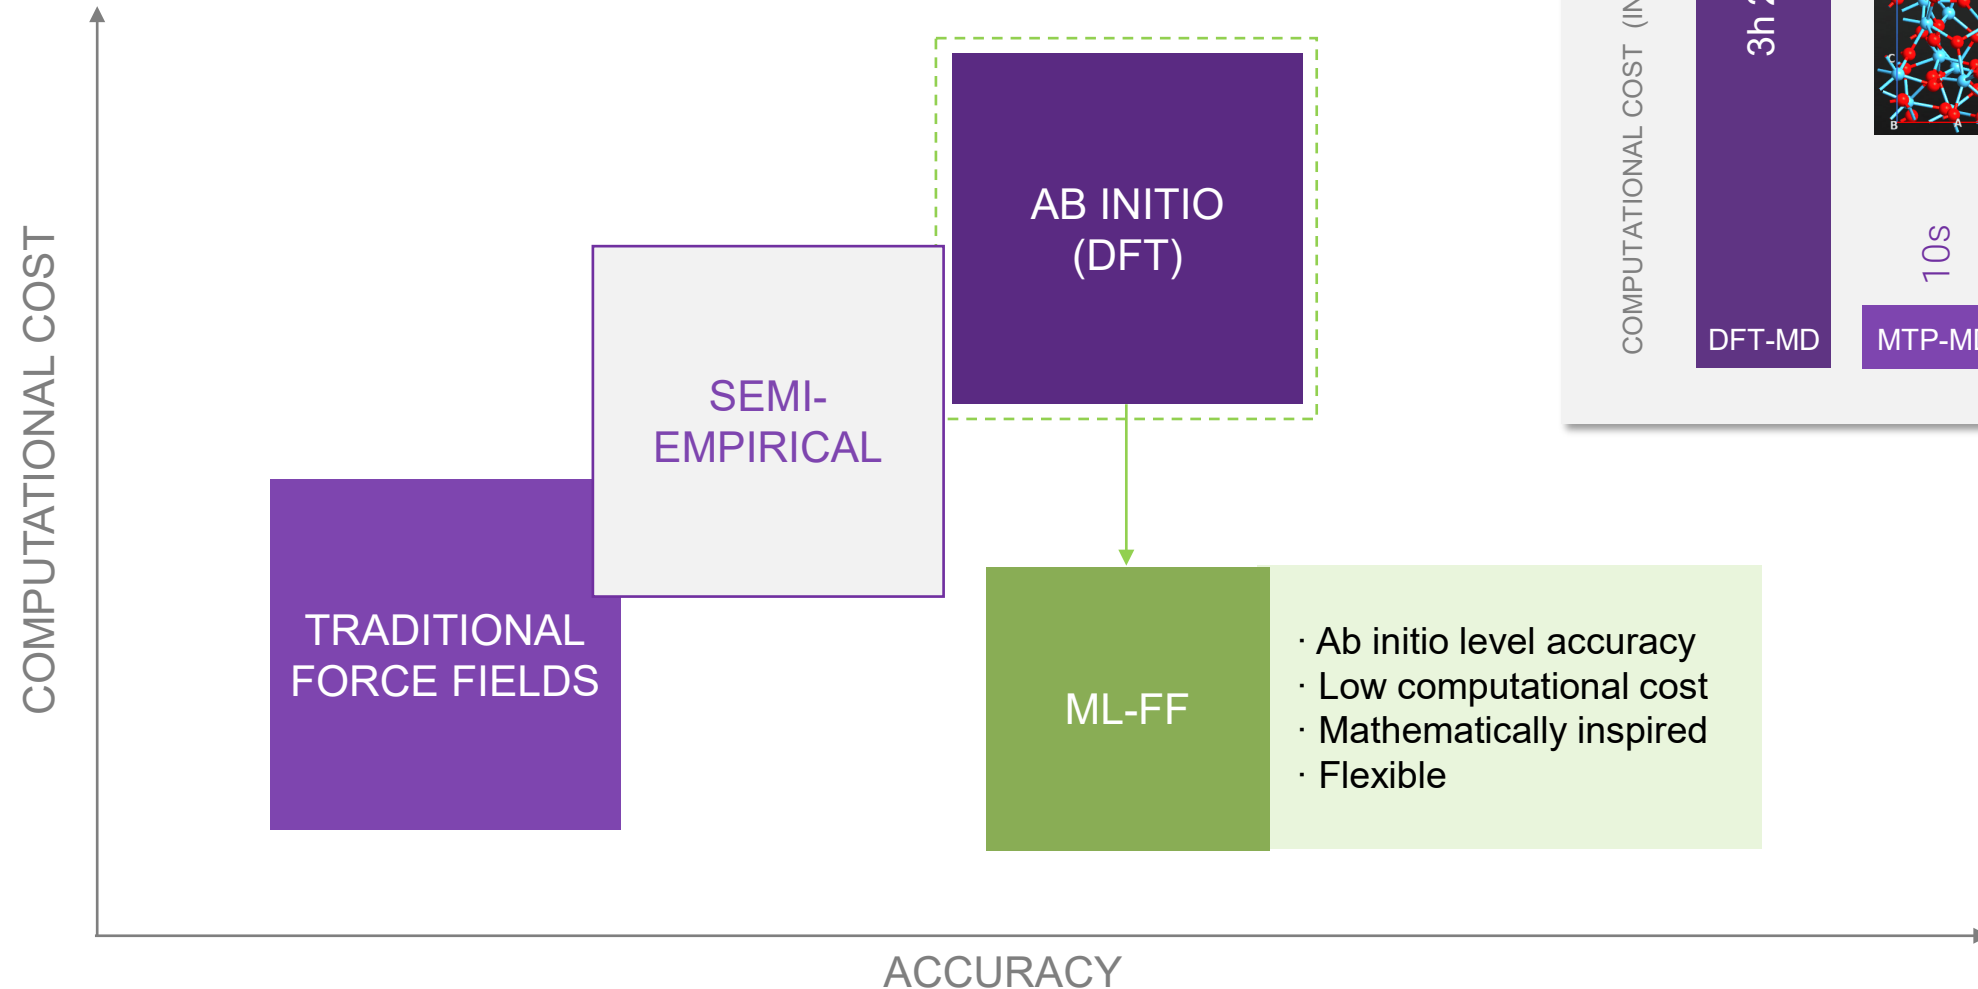 COMPUTATIONAL COST
AB INITIO
(DFT)
SEMI-
EMPIRICAL
TRADITIONAL
FORCE FIELDS
ML-FF
· Ab initio level accuracy
· Low computational cost
· Mathematically inspired
· Flexible
ACCURACY
COMPUTATIONAL COST
3h
DFT-MD
C
B
A
10s